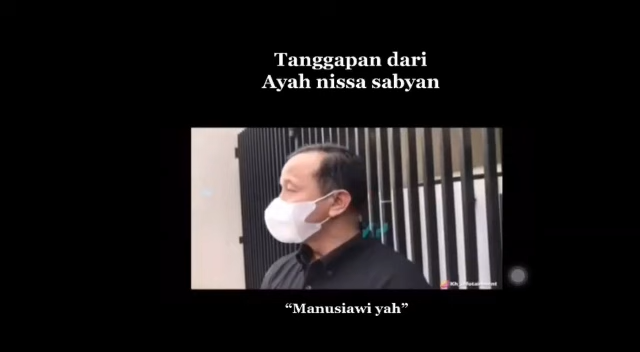 Tanggapan dari
Ayah nissa sabyan
“Manusiawi yah”